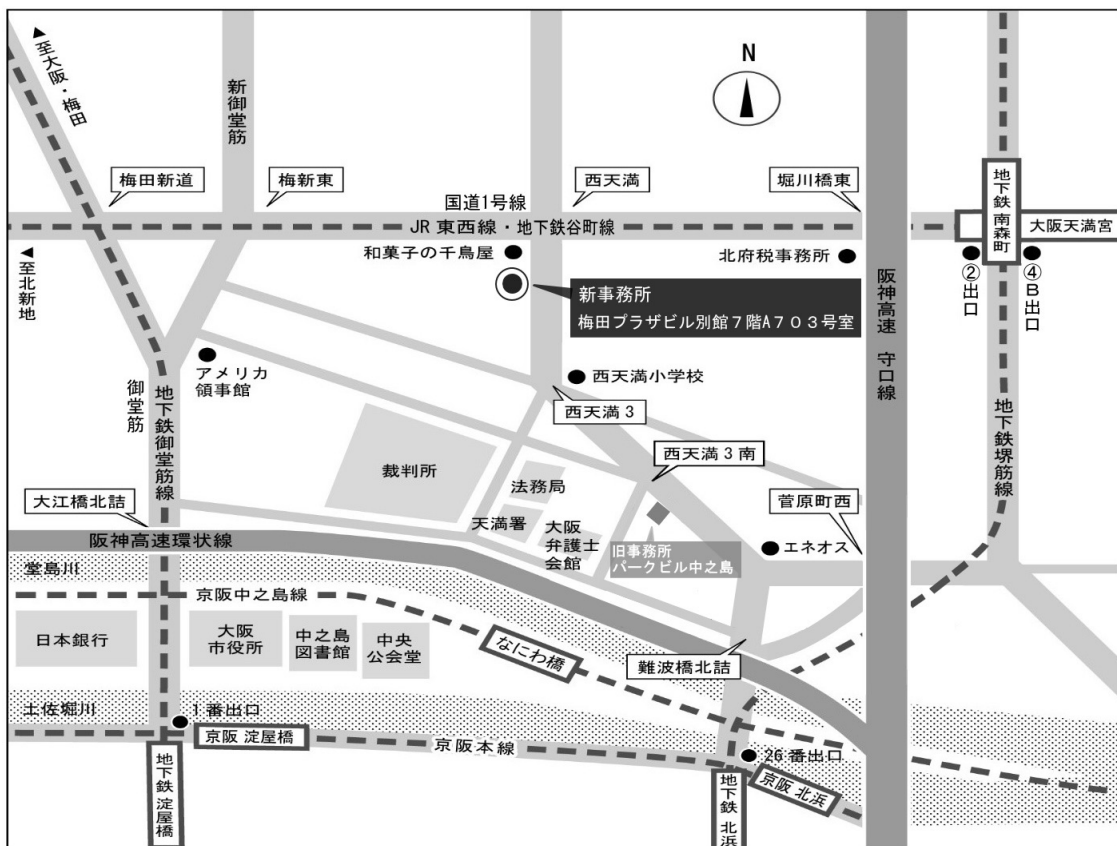 ▲至大阪・梅田
新御堂筋
N
梅田新道
梅新東
国道1号線
西天満
堀川橋東
地下鉄 南森町
大阪天満宮
JR 東西線・地下鉄谷町線
▲至北新地
和菓子の千鳥屋
北府税事務所
②出口
④B出口
新事務所
梅田プラザビル別館7階A703号室
阪神高速 守口線
アメリカ
領事館
西天満小学校
御堂筋
地下鉄御堂筋線
西天満3
地下鉄堺筋線
裁判所
西天満3南
法務局
大江橋北詰
菅原町西
天満署
大阪
弁護士
会館
阪神高速環状線
旧事務所
パークビル中之島
エネオス
堂島川
京阪中之島線
日本銀行
大阪
市役所
中之島
図書館
中央
公会堂
なにわ橋
難波橋北詰
土佐堀川
1番出口
京阪 淀屋橋
京阪本線
26番出口
地下鉄 淀屋橋
地下鉄 北浜
京阪 北浜